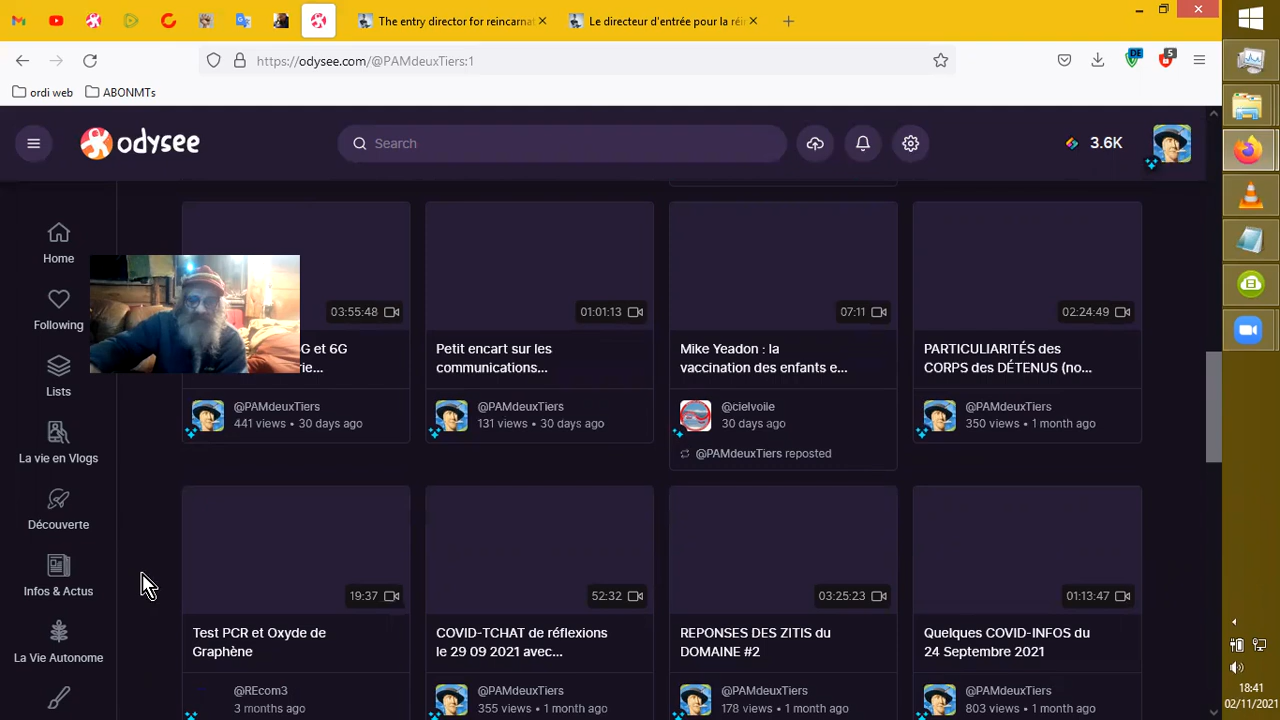 The entry director for reincarnat
Le directeur d'entrée pour la réin
https://odysee.com/@PAMdeuxTiers:1
DE
5
ordi web
ABONMTs
odysee
Search
3.6K
Home
Following
Lists
La vie en Vlogs
Découverte
Infos & Actus
La Vie Autonome
03:55:48
01:01:13
07:11
02:24:49
G et 6G
rie...
Petit encart sur les
communications...
Mike Yeadon : la
vaccination des enfants e...
PARTICULIARITÉS des
CORPS des DÉTENUS (no...
@PAMdeuxTiers
441 views • 30 days ago
@PAMdeuxTiers
131 views • 30 days ago
@cielvoile
30 days ago
@PAMdeuxTiers reposted
@PAMdeuxTiers
350 views • 1 month ago
19:37
52:32
03:25:23
01:13:47
Test PCR et Oxyde de
Graphène
COVID-TCHAT de réflexions
le 29 09 2021 avec...
REPONSES DES ZITIS du
DOMAINE #2
Quelques COVID-INFOS du
24 Septembre 2021
@REcom3
3 months ago
@PAMdeuxTiers
355 views • 1 month ago
@PAMdeuxTiers
178 views • 1 month ago
@PAMdeuxTiers
803 views • 1 month ago
18:41
02/11/2021